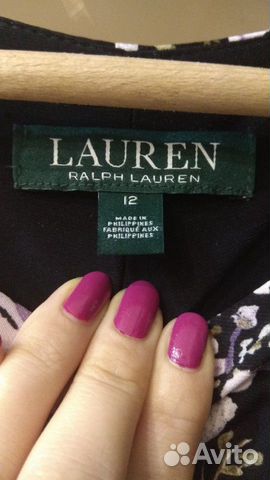 LAUREN
RALPH LAUREN
12
MADE IN
PHILIPPINES
FABRIQUÉ AUX
PHILIPPINES
Avito